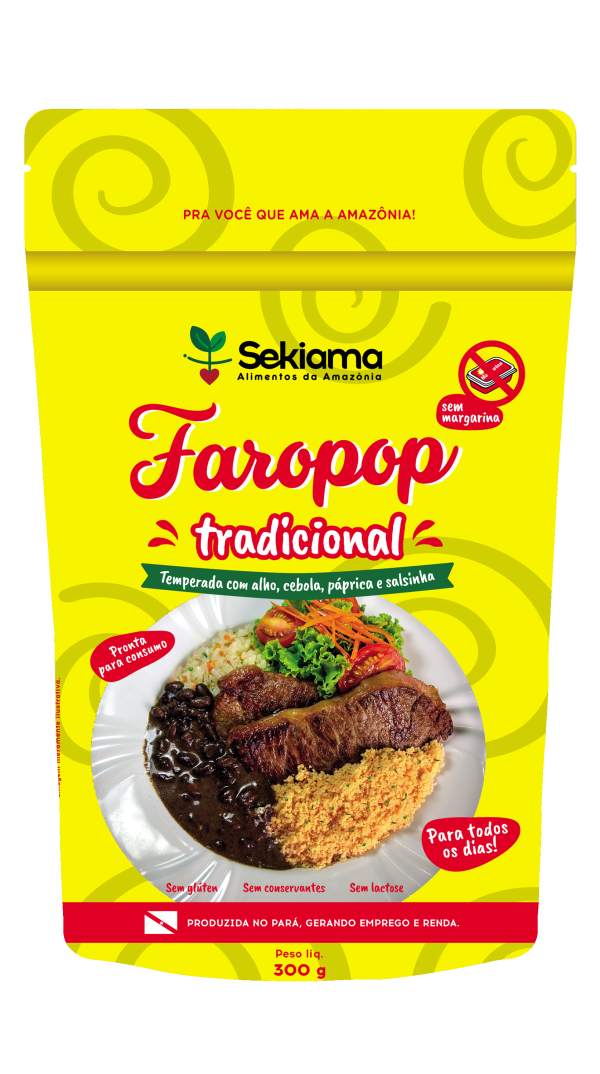 PRA VOCÊ QUE AMA A AMAZÔNIA!
Sekiama
Alimentos da Amazônia
sem
margarina
Faropop
tradicional
Temperada com alho, cebola, páprica e salsinha
Pronta
para consumo
meramente ilustrativa.
Para todos
os dias!
Sem glúten Sem conservantes Sem lactose
PRODUZIDA NO PARÁ, GERANDO EMPREGO E RENDA.
Peso líq.
300 g